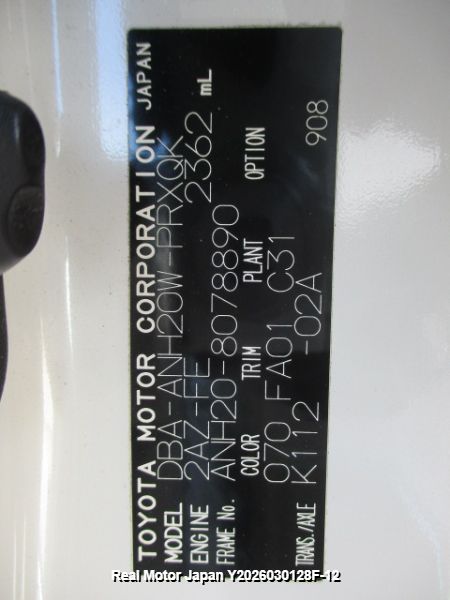 TOYOTA MOTOR CORPORATION JAPAN
MODEL DBA-ANH20W-PRXQK
ENGINE 2AZ-FE 2362 mL
FRAME No. ANH20-8078890
COLOR TRIM PLANT OPTION
070 FA01 C31
TRANS./AXLE K112 -02A 908
Real Motor Japan Y2026030128F-12